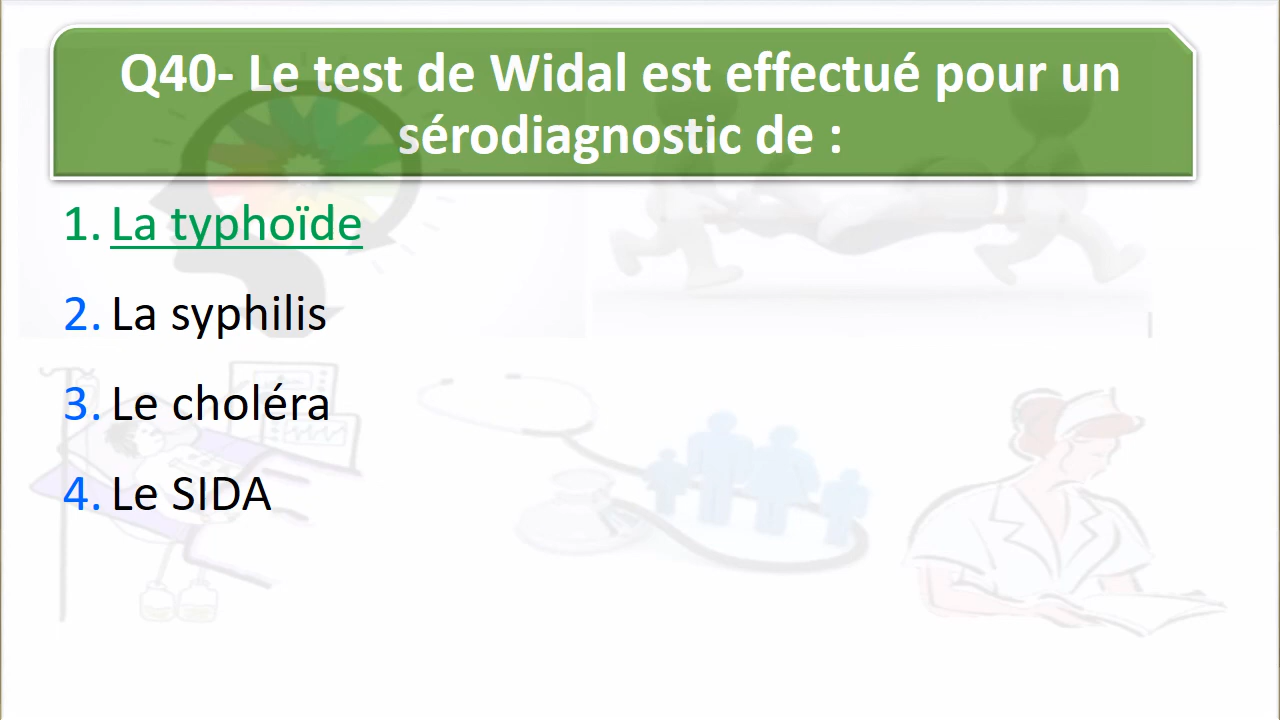 Q40- Le test de Widal est effectué pour un
sérodiagnostic de :
1. La typhoïde
2. La syphilis
3. Le choléra
4. Le SIDA